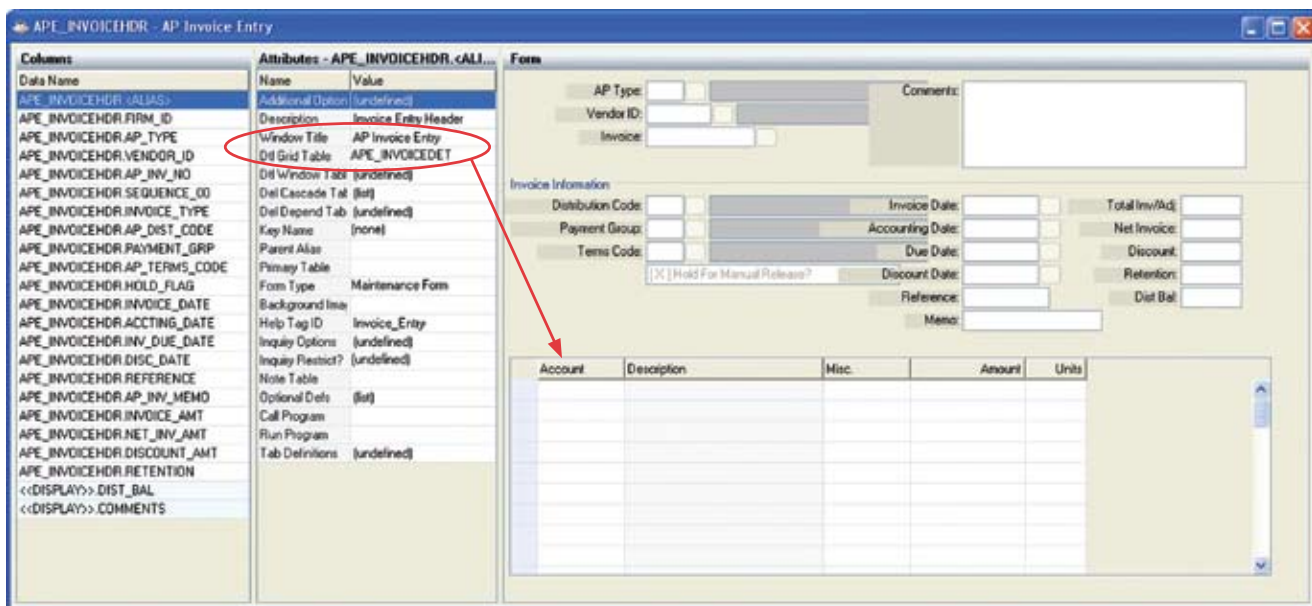 APE_INVOICEHDR - AP Invoice Entry
Columns
Data Name
APE_INVOICEHDR.<ALIAS>
APE_INVOICEHDR.FIRM_ID
APE_INVOICEHDR.AP_TYPE
APE_INVOICEHDR.VENDOR_ID
APE_INVOICEHDR.AP_INV_NO
APE_INVOICEHDR.SEQUENCE_00
APE_INVOICEHDR.INVOICE_TYPE
APE_INVOICEHDR.AP_DIST_CODE
APE_INVOICEHDR.PAYMENT_GRP
APE_INVOICEHDR.AP_TERMS_CODE
APE_INVOICEHDR.HOLD_FLAG
APE_INVOICEHDR.INVOICE_DATE
APE_INVOICEHDR.ACCTING_DATE
APE_INVOICEHDR.INV_DUE_DATE
APE_INVOICEHDR.DISC_DATE
APE_INVOICEHDR.REFERENCE
APE_INVOICEHDR.AP_INV_MEMO
APE_INVOICEHDR.INVOICE_AMT
APE_INVOICEHDR.NET_INV_AMT
APE_INVOICEHDR.DISCOUNT_AMT
APE_INVOICEHDR.RETENTION
<<DISPLAY>>.DIST_BAL
<<DISPLAY>>.COMMENTS
Attributes - APE_INVOICEHDR.<ALI...
Name Value
Additional Option (undefined)
Description Invoice Entry Header
Window Title AP Invoice Entry
Dtl Grid Table APE_INVOICEDET
Dtl Window Tabl (undefined)
Del Cascade Tab (list)
Del Depend Tab (undefined)
Key Name (none)
Parent Alias
Primary Table
Form Type Maintenance Form
Background Imag
Help Tag ID Invoice_Entry
Inquiry Options (undefined)
Inquiry Restrict? (undefined)
Note Table
Optional Defs (list)
Call Program
Run Program
Tab Definitions (undefined)
Form
AP Type: Comments:
Vendor ID:
Invoice:
Invoice Information
Distribution Code: Invoice Date: Total Inv/Adj:
Payment Group: Accounting Date: Net Invoice:
Terms Code: Due Date: Discount:
[X] Hold For Manual Release? Discount Date: Retention:
Reference: Dist Bal:
Memo:
Account Description Misc. Amount Units